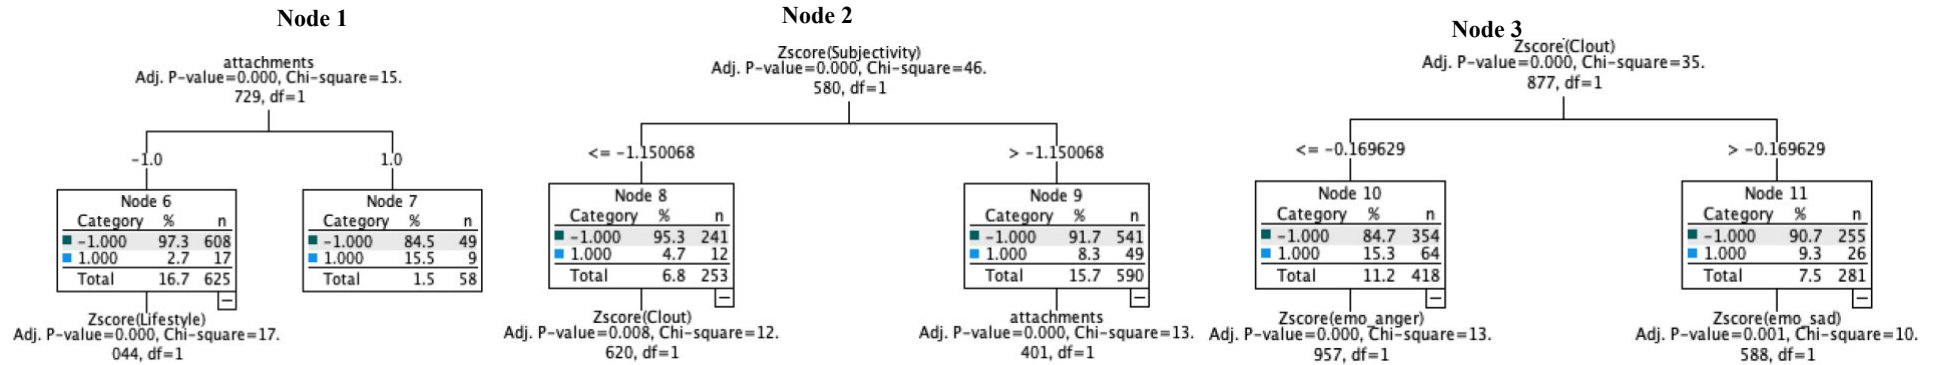 Node 1
attachments
Adj. P-value=0.000, Chi-square=15.
729, df=1
-1.0
1.0
Node 6
Category % n
-1.000 97.3 608
1.000 2.7 17
Total 16.7 625
Node 7
Category % n
-1.000 84.5 49
1.000 15.5 9
Total 1.5 58
Zscore(Lifestyle)
Adj. P-value=0.000, Chi-square=17.
044, df=1
Node 2
Zscore(Subjectivity)
Adj. P-value=0.000, Chi-square=46.
580, df=1
<= -1.150068
> -1.150068
Node 8
Category % n
-1.000 95.3 241
1.000 4.7 12
Total 6.8 253
Zscore(Clout)
Adj. P-value=0.008, Chi-square=12.
620, df=1
Node 9
Category % n
-1.000 91.7 541
1.000 8.3 49
Total 15.7 590
attachments
Adj. P-value=0.000, Chi-square=13.
401, df=1
Node 3
Zscore(Clout)
Adj. P-value=0.000, Chi-square=35.
877, df=1
<= -0.169629
> -0.169629
Node 10
Category % n
-1.000 84.7 354
1.000 15.3 64
Total 11.2 418
Zscore(emo_anger)
Adj. P-value=0.000, Chi-square=13.
957, df=1
Node 11
Category % n
-1.000 90.7 255
1.000 9.3 26
Total 7.5 281
Zscore(emo_sad)
Adj. P-value=0.001, Chi-square=10.
588, df=1